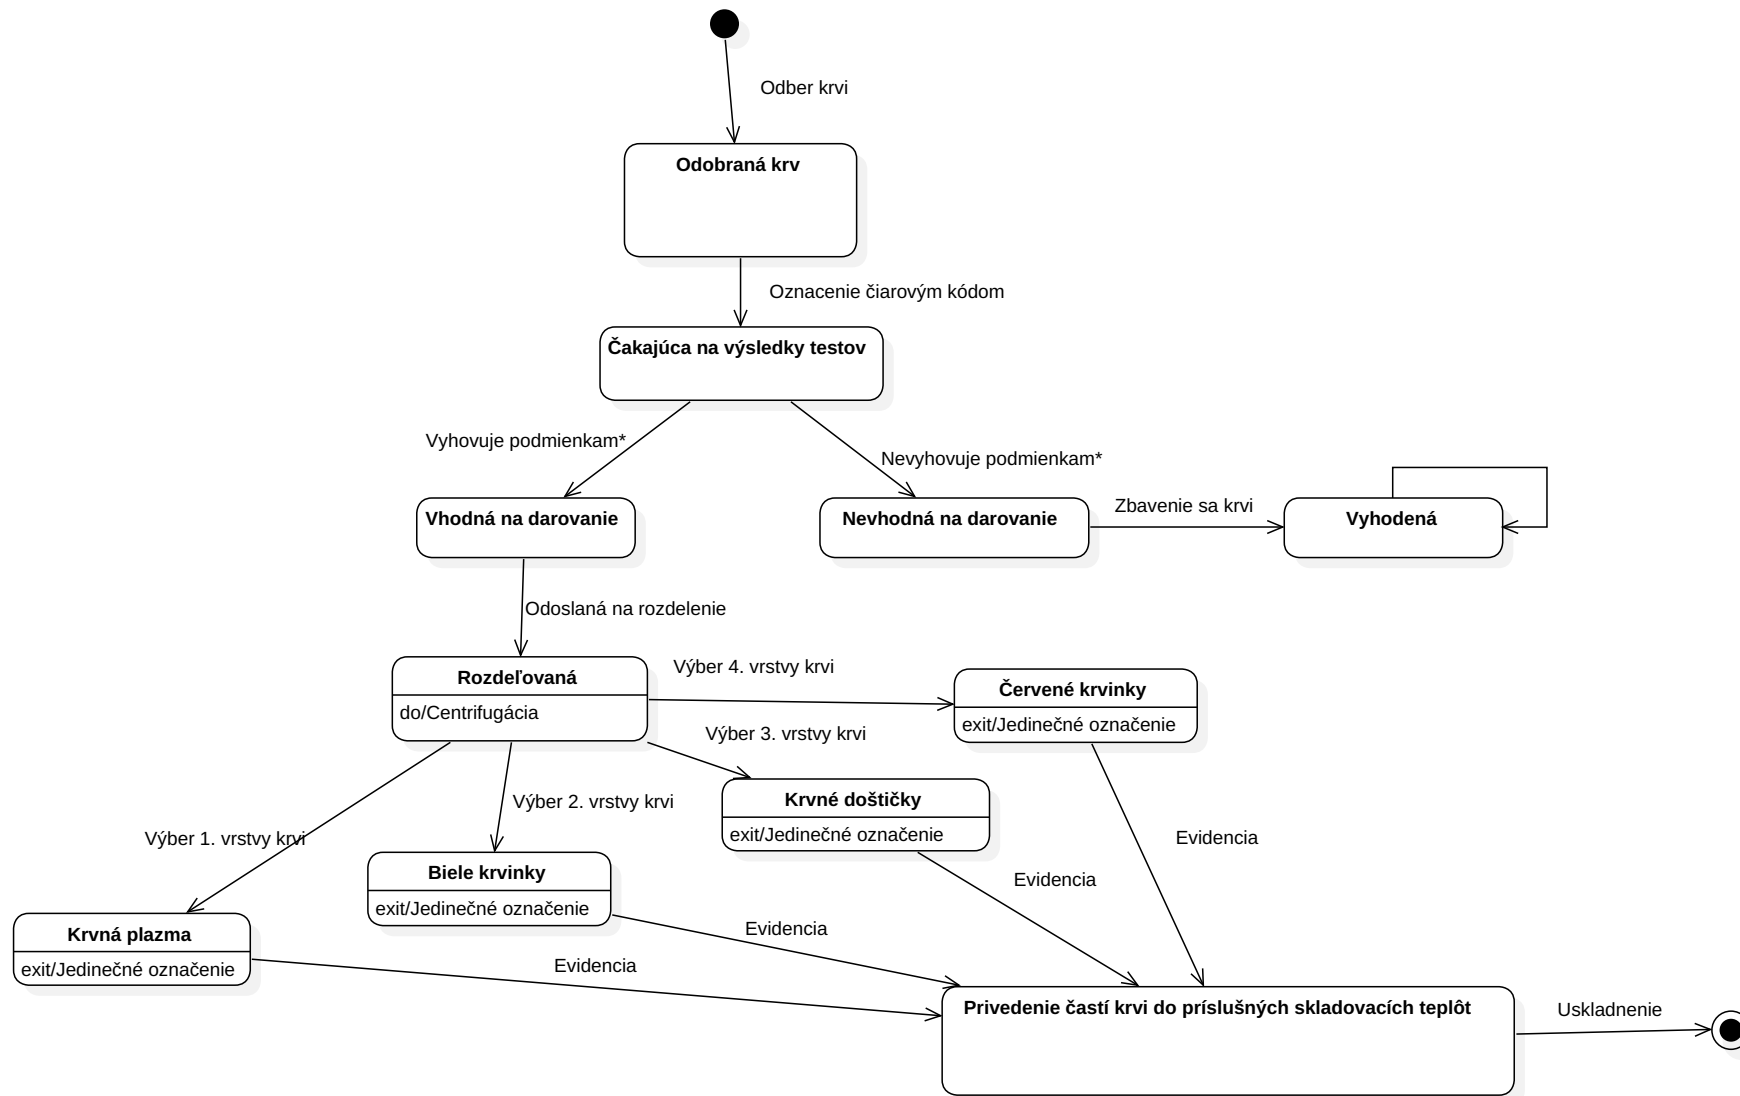 Odber krvi
Odobraná krv
Oznacenie čiarovým kódom
Čakajúca na výsledky testov
Vyhovuje podmienkam*
Nevyhovuje podmienkam*
Vhodná na darovanie
Nevhodná na darovanie
Zbavenie sa krvi
Vyhodená
Odoslaná na rozdelenie
Rozdeľovaná
do/Centrifugácia
Výber 4. vrstvy krvi
Červené krvinky
exit/Jedinečné označenie
Výber 3. vrstvy krvi
Krvné doštičky
exit/Jedinečné označenie
Výber 2. vrstvy krvi
Výber 1. vrstvy krvi
Biele krvinky
exit/Jedinečné označenie
Krvná plazma
exit/Jedinečné označenie
Evidencia
Evidencia
Evidencia
Evidencia
Privedenie častí krvi do príslušných skladovacích teplôt
Uskladnenie